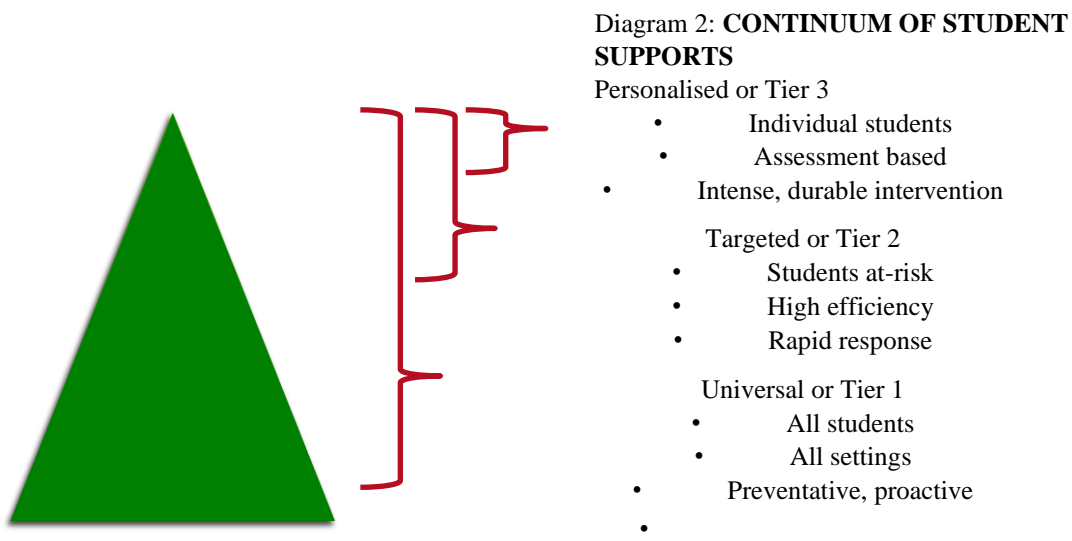 Diagram 2: CONTINUUM OF STUDENT
SUPPORTS
Personalised or Tier 3
• Individual students
• Assessment based
• Intense, durable intervention
Targeted or Tier 2
• Students at-risk
• High efficiency
• Rapid response
Universal or Tier 1
• All students
• All settings
• Preventative, proactive
•